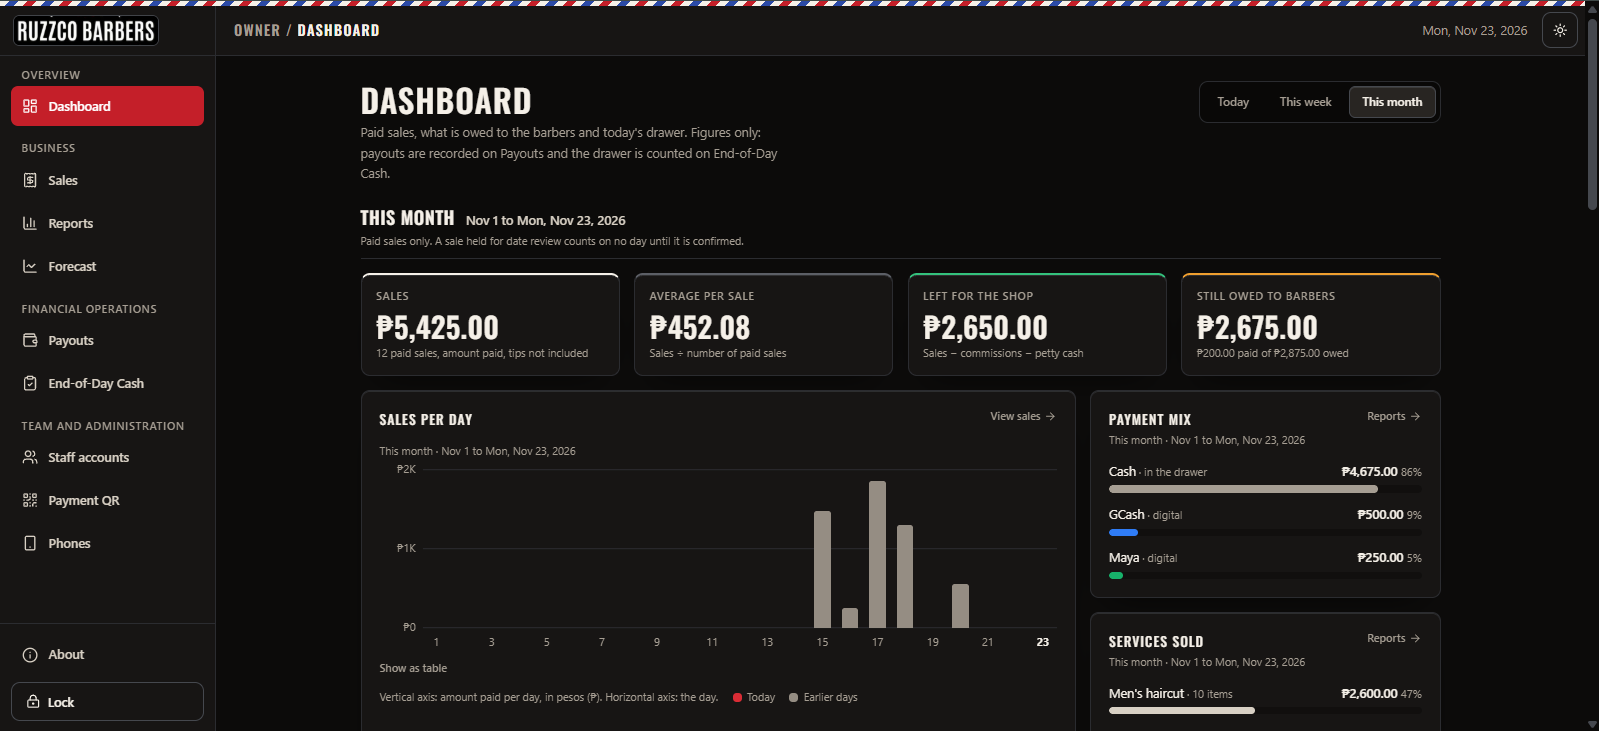 RUZZCO BARBERS
OWNER / DASHBOARD
Mon, Nov 23, 2026
OVERVIEW
Dashboard
BUSINESS
Sales
Reports
Forecast
FINANCIAL OPERATIONS
Payouts
End-of-Day Cash
TEAM AND ADMINISTRATION
Staff accounts
Payment QR
Phones
About
Lock
DASHBOARD
Paid sales, what is owed to the barbers and today's drawer. Figures only:
payouts are recorded on Payouts and the drawer is counted on End-of-Day
Cash.
Today
This week
This month
THIS MONTH Nov 1 to Mon, Nov 23, 2026
Paid sales only. A sale held for date review counts on no day until it is confirmed.
SALES
₱5,425.00
12 paid sales, amount paid, tips not included
AVERAGE PER SALE
₱452.08
Sales ÷ number of paid sales
LEFT FOR THE SHOP
₱2,650.00
Sales − commissions − petty cash
STILL OWED TO BARBERS
₱2,675.00
₱200.00 paid of ₱2,875.00 owed
SALES PER DAY
View sales →
This month · Nov 1 to Mon, Nov 23, 2026
₱2K
₱1K
₱0
1 3 5 7 9 11 13 15 17 19 21 23
Show as table
Vertical axis: amount paid per day, in pesos (₱). Horizontal axis: the day.
Today
Earlier days
PAYMENT MIX
Reports →
This month · Nov 1 to Mon, Nov 23, 2026
Cash · in the drawer ₱4,675.00 86%
GCash · digital ₱500.00 9%
Maya · digital ₱250.00 5%
SERVICES SOLD
Reports →
This month · Nov 1 to Mon, Nov 23, 2026
Men's haircut · 10 items ₱2,600.00 47%